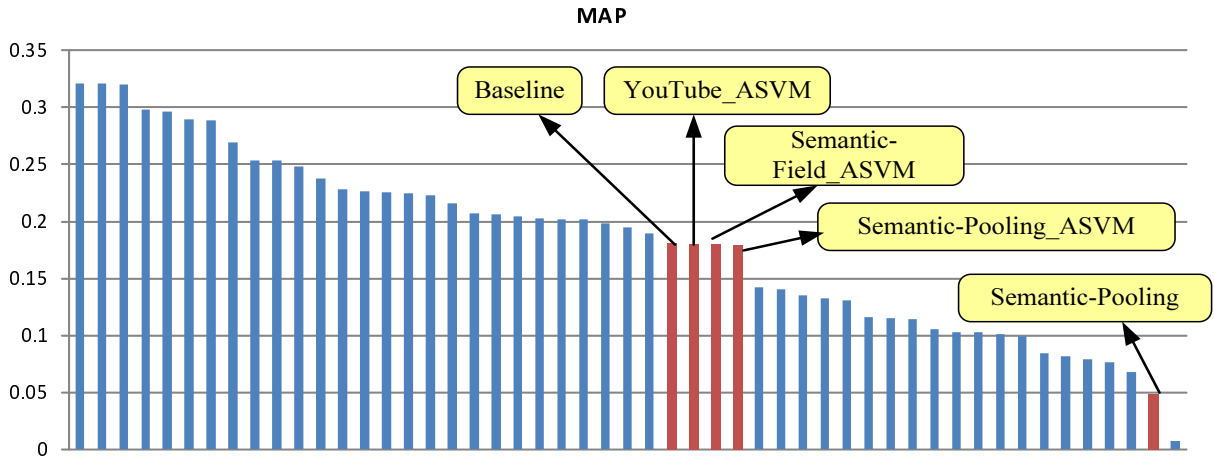 MAP
0.35
0.3
0.25
0.2
0.15
0.1
0.05
0
Baseline
YouTube_ASVM
Semantic-
Field_ASVM
Semantic-Pooling_ASVM
Semantic-Pooling